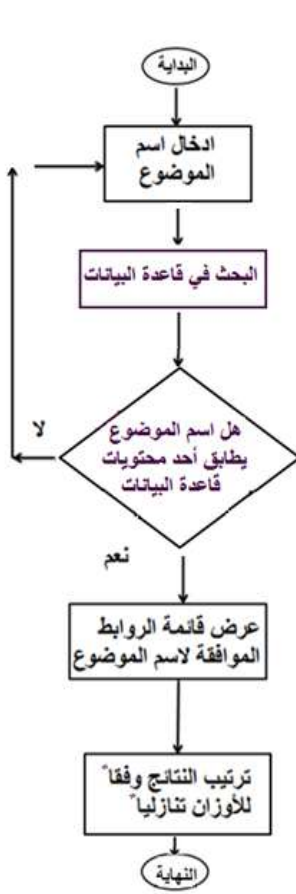 البداية
ادخال اسم
الموضوع
البحث في قاعدة البيانات
هل اسم الموضوع
يطابق أحد محتويات
قاعدة البيانات
لا
نعم
عرض قائمة الروابط
الموافقة لاسم الموضوع
ترتيب النتائج وفقاً
للأوزان تنازلياً
النهاية